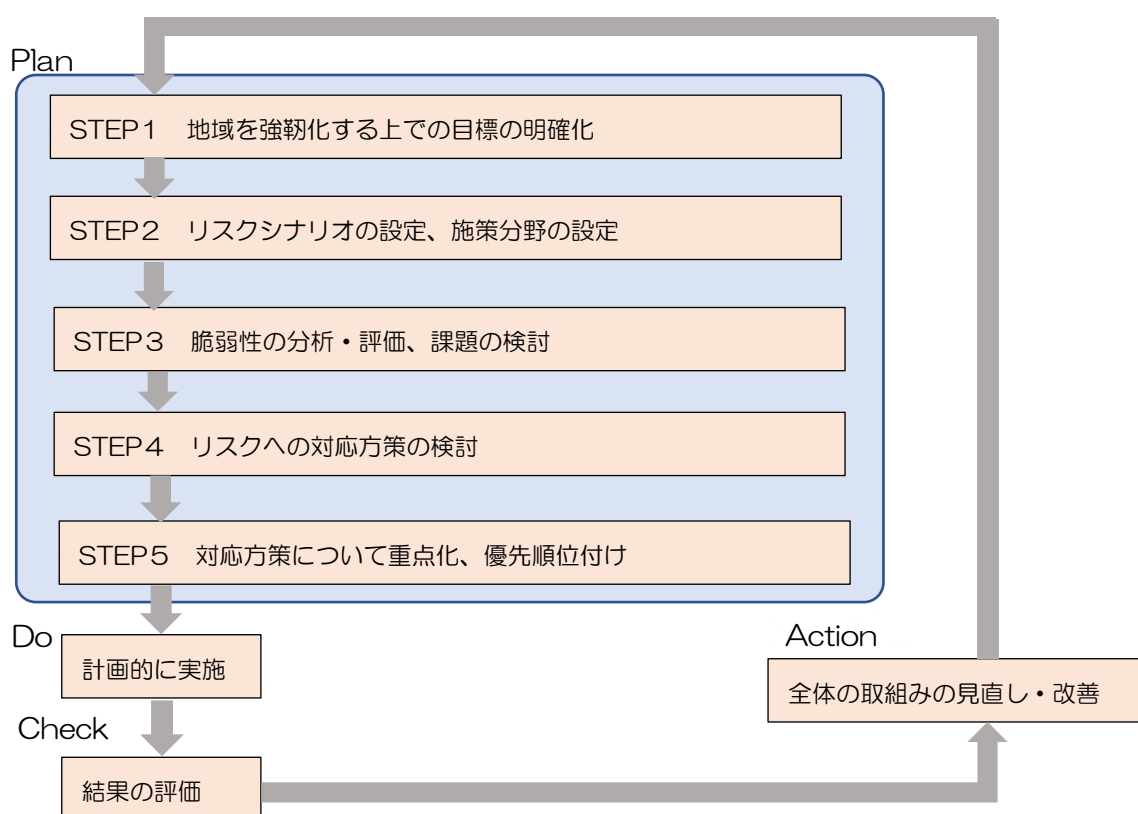 Plan
STEP1　地域を強靱化する上での目標の明確化
STEP2　リスクシナリオの設定、施策分野の設定
STEP3　脆弱性の分析・評価、課題の検討
STEP4　リスクへの対応方策の検討
STEP5　対応方策について重点化、優先順位付け
Do
計画的に実施
Check
結果の評価
Action
全体の取組みの見直し・改善